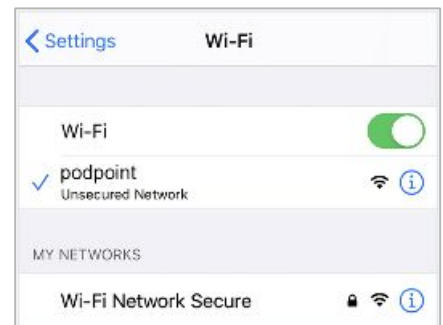 Settings Wi-Fi
Wi-Fi
podpoint
Unsecured Network
MY NETWORKS
Wi-Fi Network Secure